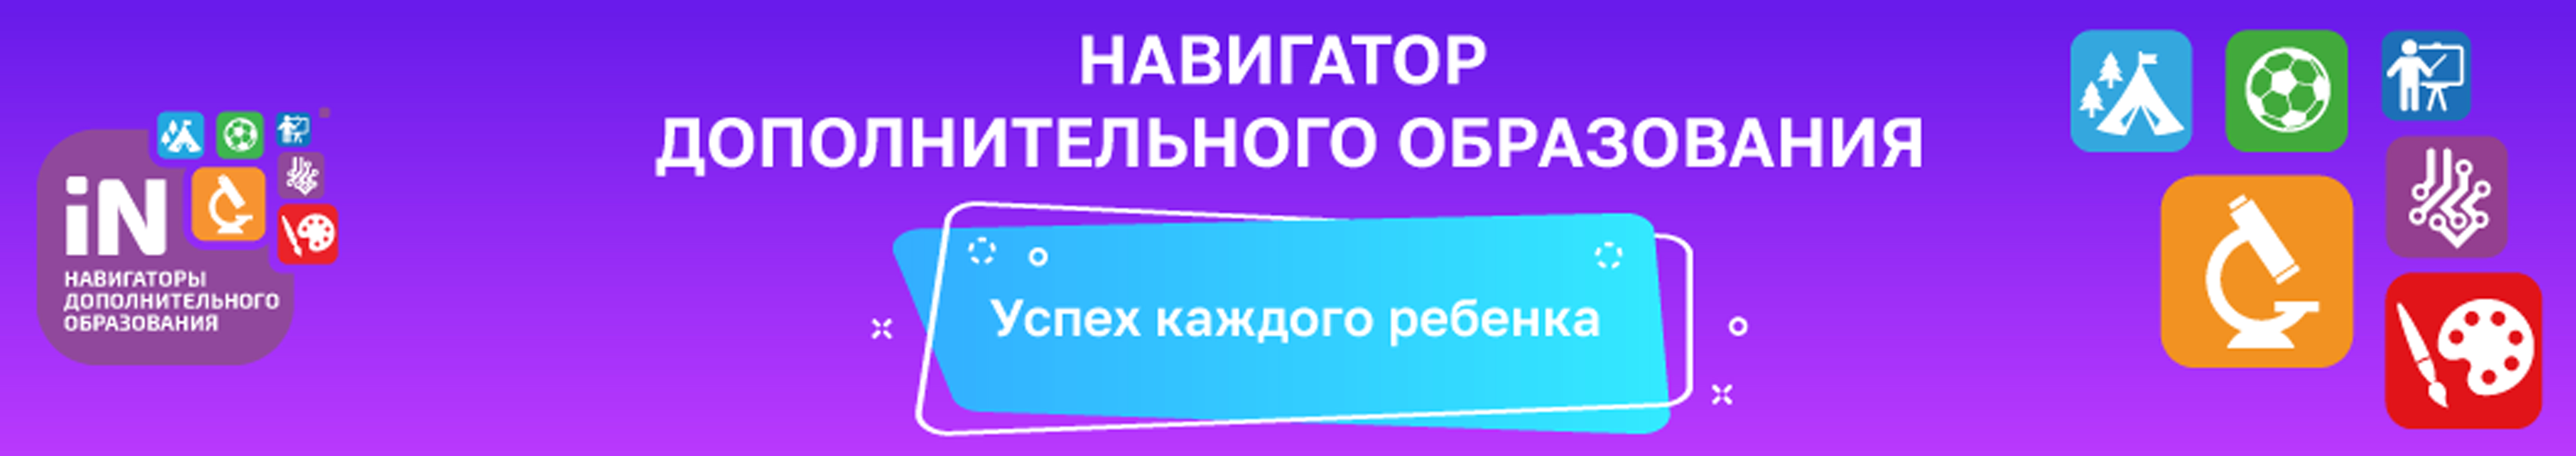 НАВИГАТОР
ДОПОЛНИТЕЛЬНОГО ОБРАЗОВАНИЯ
Успех каждого ребенка
iN
НАВИГАТОРЫ
ДОПОЛНИТЕЛЬНОГО
ОБРАЗОВАНИЯ